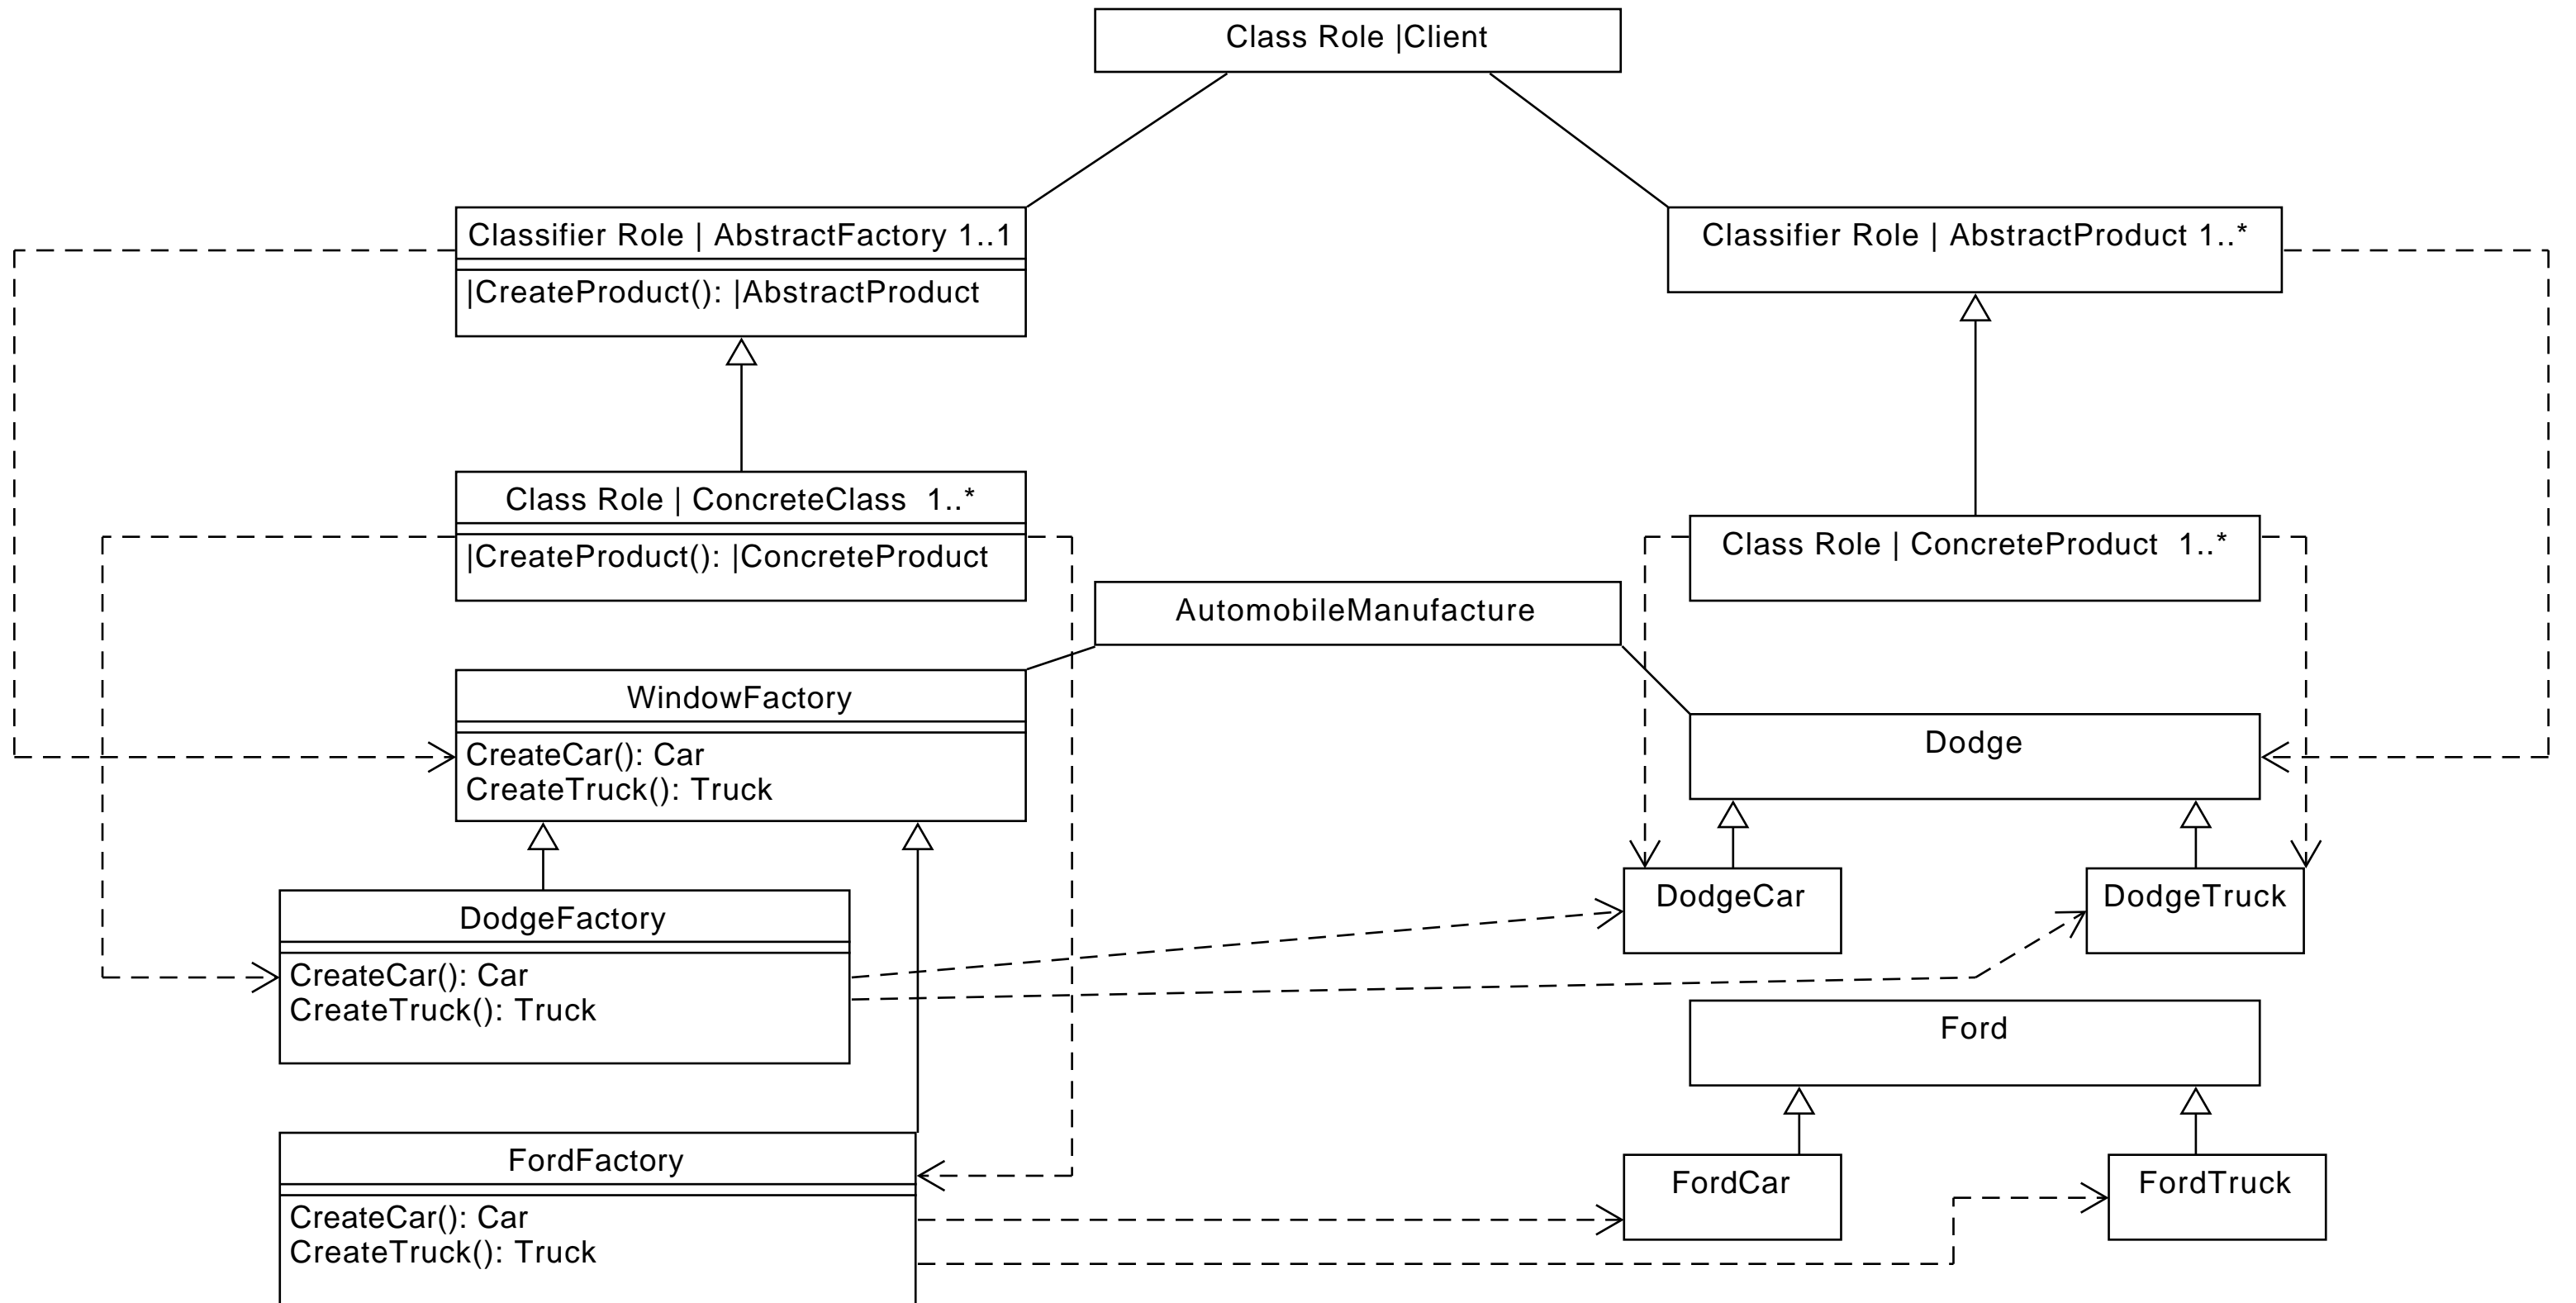 Class Role |Client
Classifier Role | AbstractFactory 1..1
|CreateProduct(): |AbstractProduct
Classifier Role | AbstractProduct 1..*
Class Role | ConcreteClass  1..*
|CreateProduct(): |ConcreteProduct
Class Role | ConcreteProduct  1..*
AutomobileManufacture
WindowFactory
CreateCar(): Car
CreateTruck(): Truck
Dodge
DodgeFactory
CreateCar(): Car
CreateTruck(): Truck
DodgeCar
DodgeTruck
Ford
FordFactory
CreateCar(): Car
CreateTruck(): Truck
FordCar
FordTruck